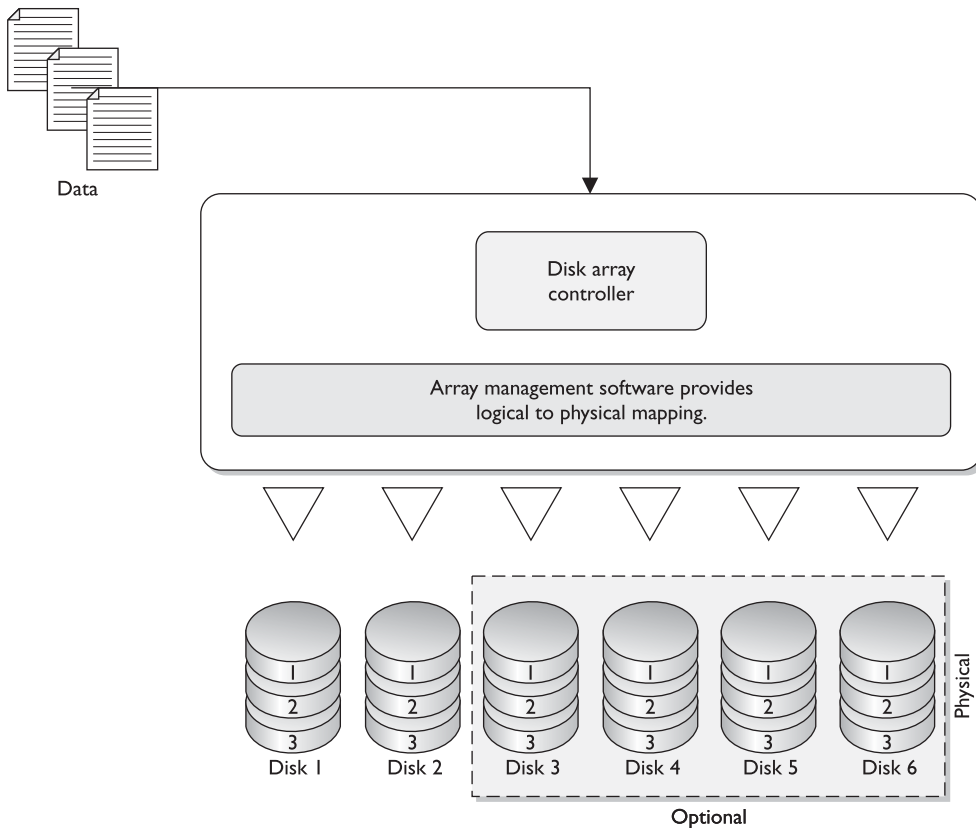 Data
Disk array
controller
Array management software provides
logical to physical mapping.
1 1 1 1 1 1
2 2 2 2 2 2
3 3 3 3 3 3
Disk 1 Disk 2 Disk 3 Disk 4 Disk 5 Disk 6
Physical
Optional